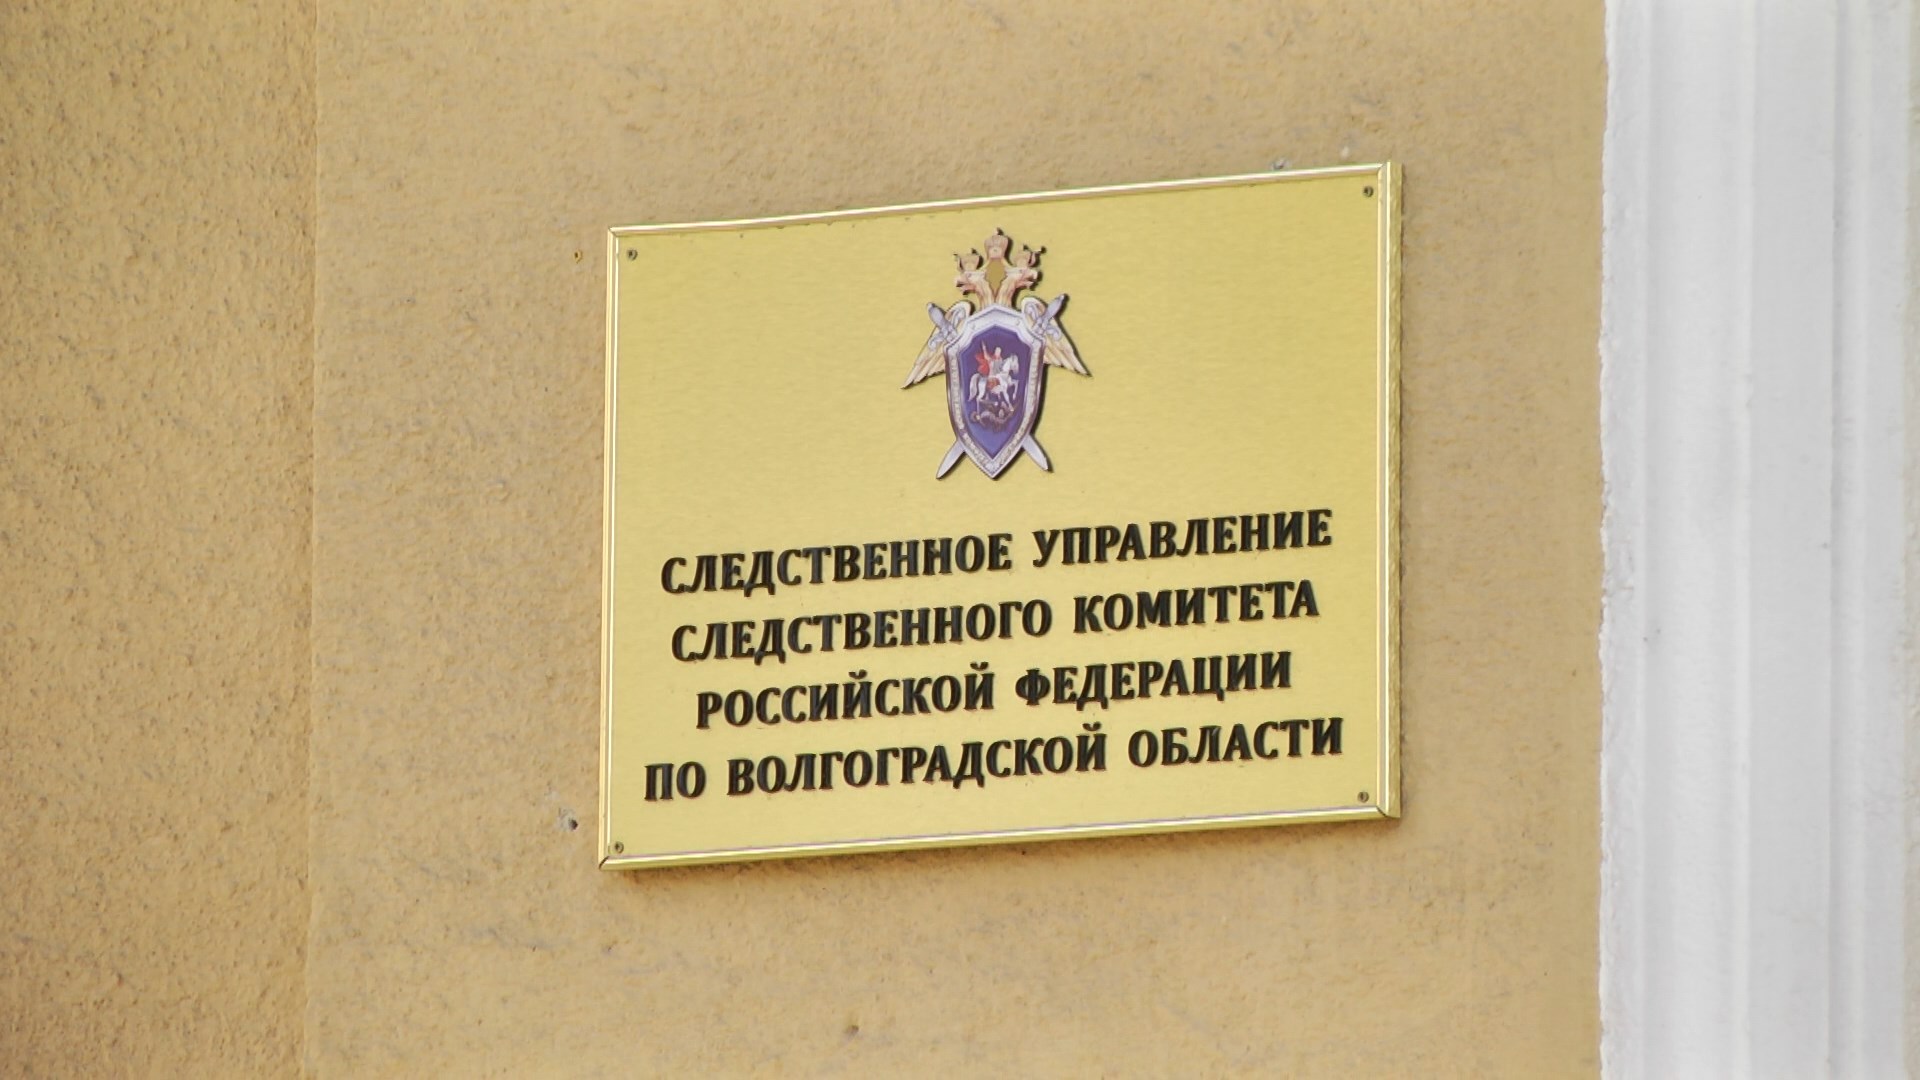 СЛЕДСТВЕННОЕ УПРАВЛЕНИЕ
СЛЕДСТВЕННОГО КОМИТЕТА
РОССИЙСКОЙ ФЕДЕРАЦИИ
ПО ВОЛГОГРАДСКОЙ ОБЛАСТИ